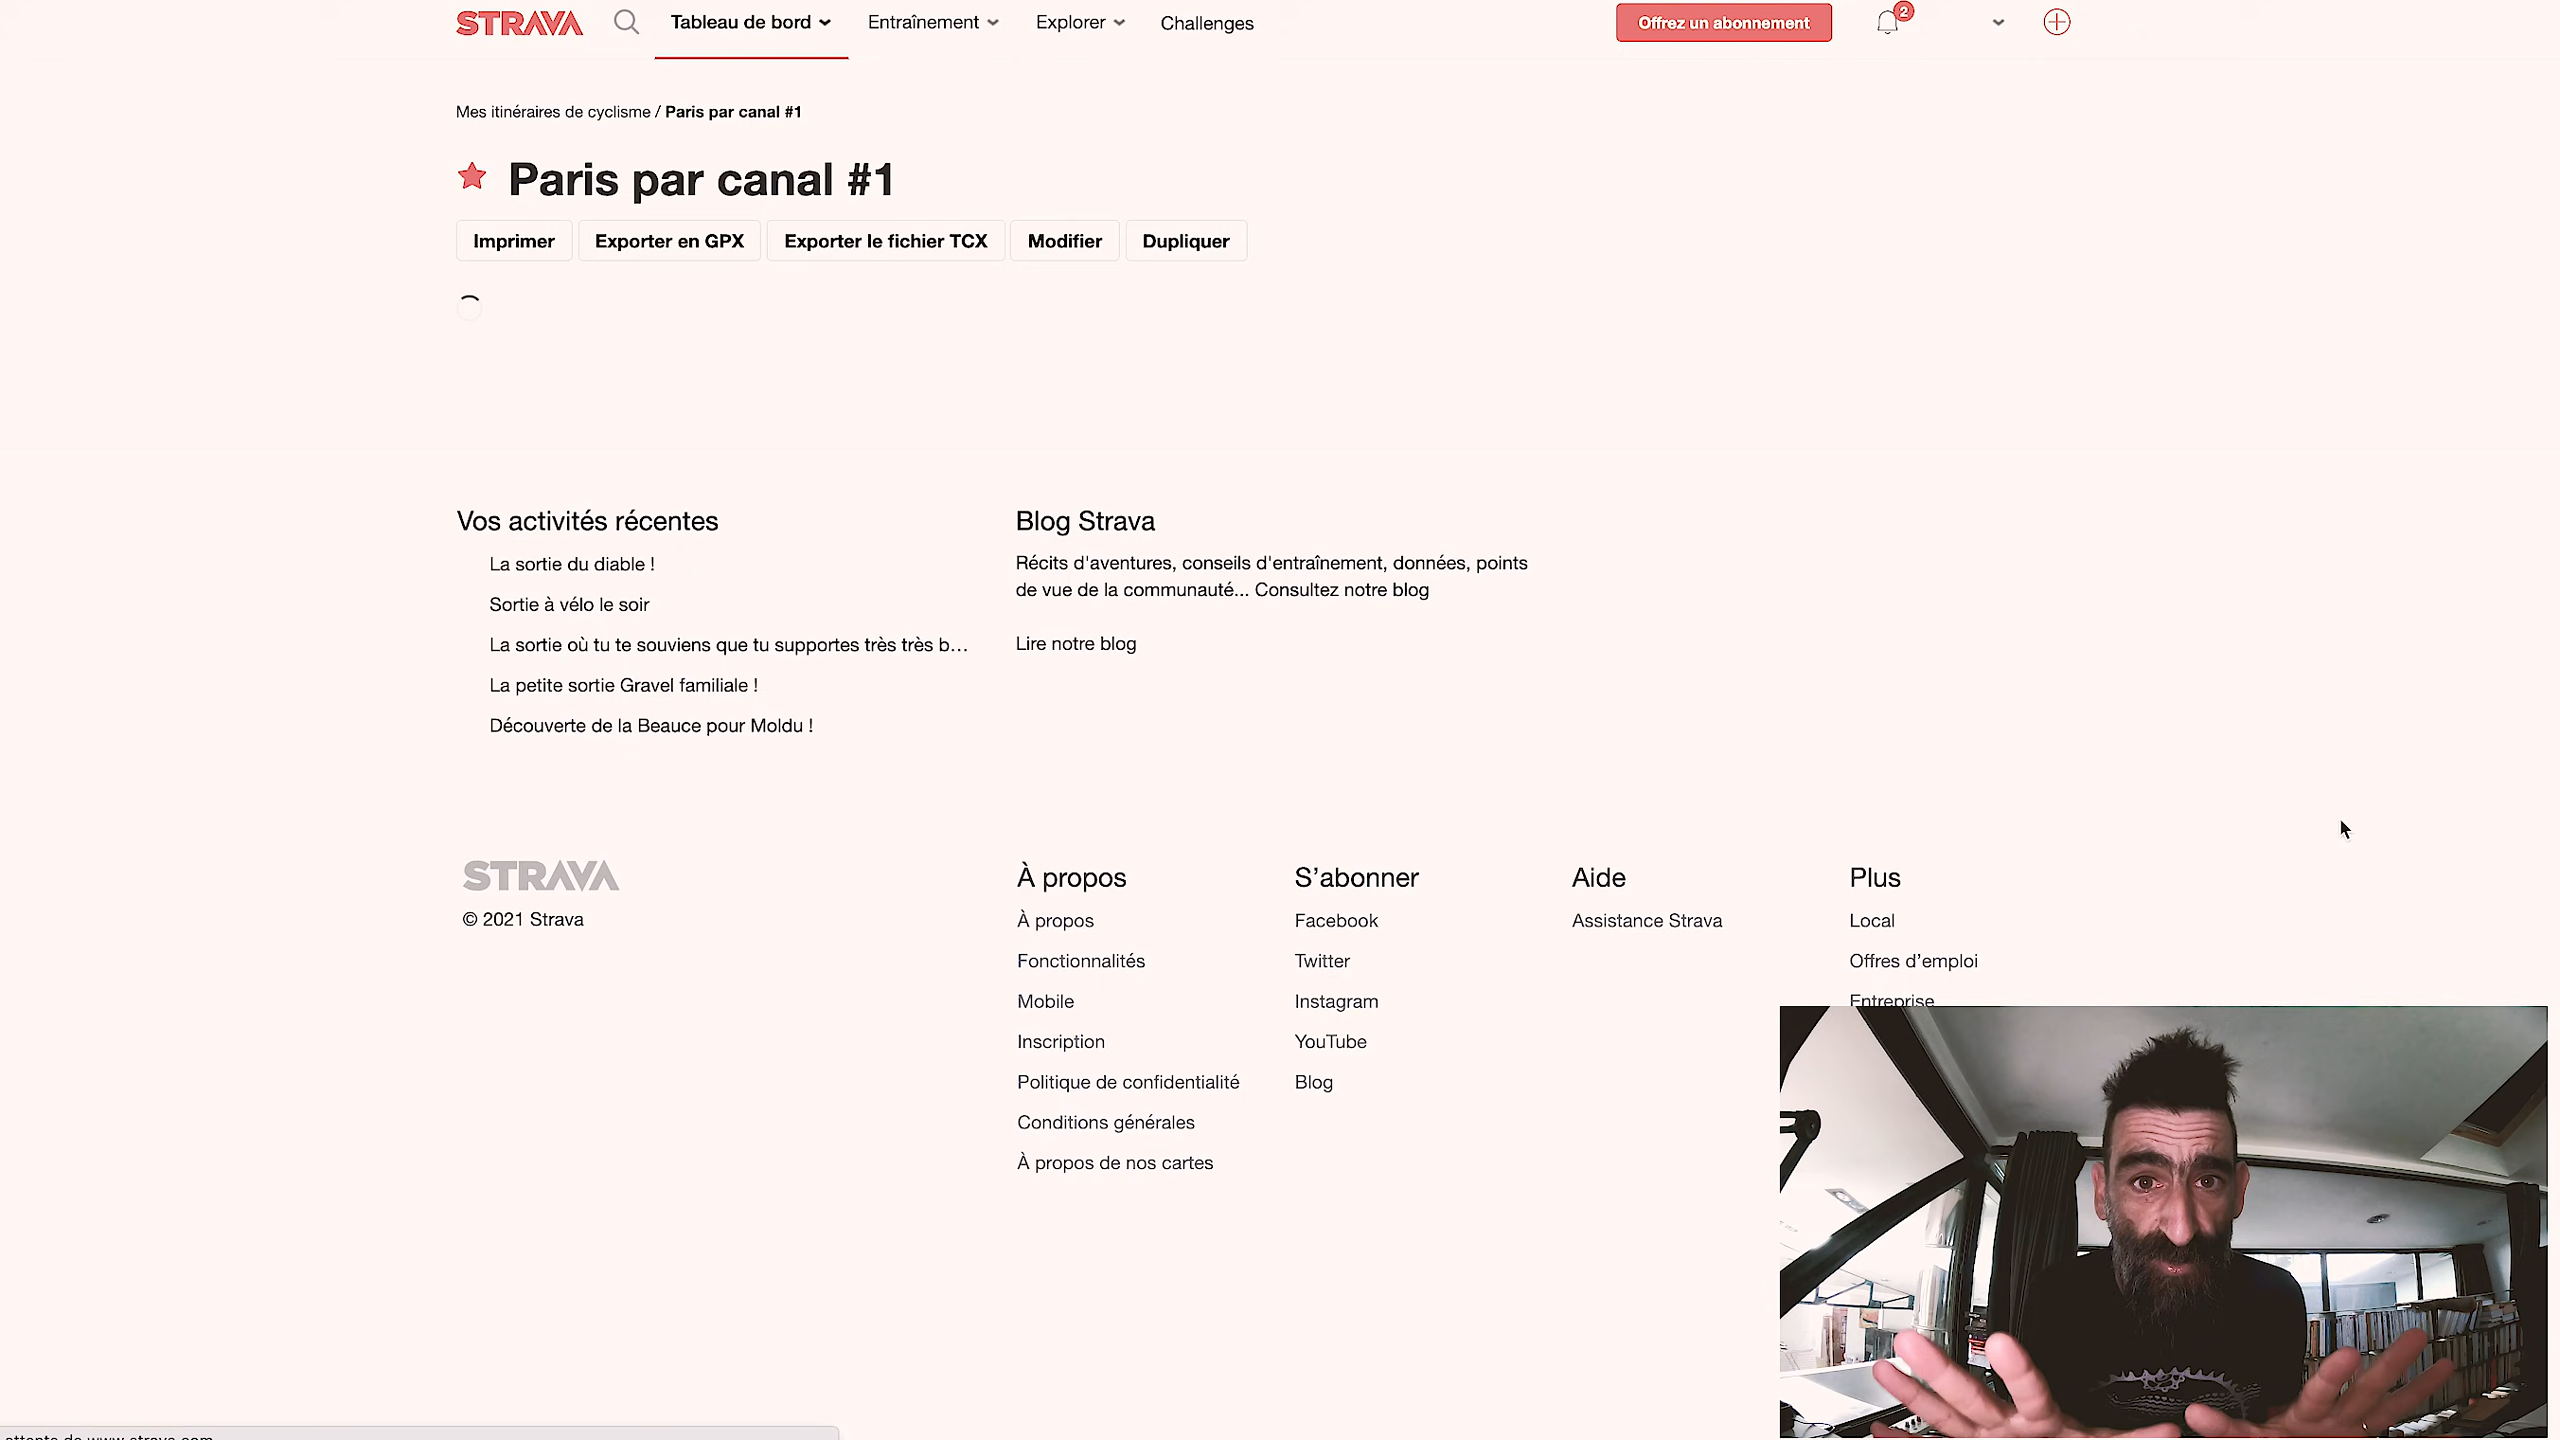 STRAVA
Tableau de bord
Entraînement
Explorer
Challenges
Offrez un abonnement
2
Mes itinéraires de cyclisme / Paris par canal #1
Paris par canal #1
Imprimer
Exporter en GPX
Exporter le fichier TCX
Modifier
Dupliquer
Vos activités récentes
La sortie du diable !
Sortie à vélo le soir
La sortie où tu te souviens que tu supportes très très b…
La petite sortie Gravel familiale !
Découverte de la Beauce pour Moldu !
Blog Strava
Récits d'aventures, conseils d'entraînement, données, points
de vue de la communauté... Consultez notre blog
Lire notre blog
STRAVA
© 2021 Strava
À propos
À propos
Fonctionnalités
Mobile
Inscription
Politique de confidentialité
Conditions générales
À propos de nos cartes
S’abonner
Facebook
Twitter
Instagram
YouTube
Blog
Aide
Assistance Strava
Plus
Local
Offres d’emploi
Entreprise
attente de www.strava.com